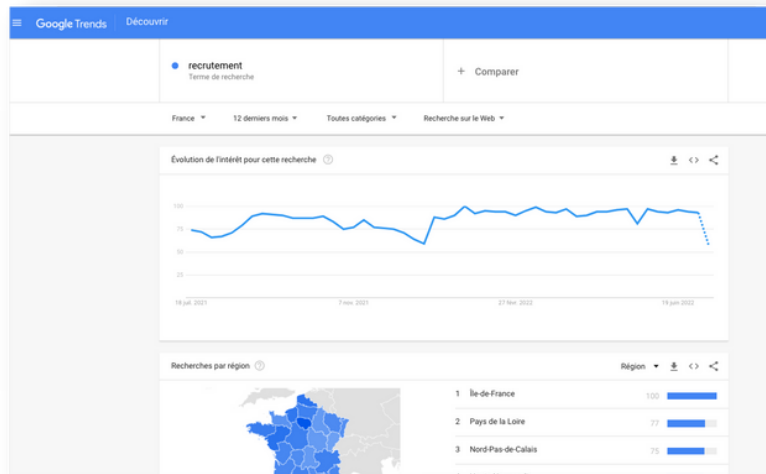 Google Trends Découvrir
recrutement
Terme de recherche
+ Comparer
France 12 derniers mois Toutes catégories Recherche sur le Web
Évolution de l'intérêt pour cette recherche
100
75
50
25
18 juil. 2021 7 nov. 2021 27 févr. 2022 19 juin 2022
Recherches par région Région
1 Île-de-France 100
2 Pays de la Loire 77
3 Nord-Pas-de-Calais 75